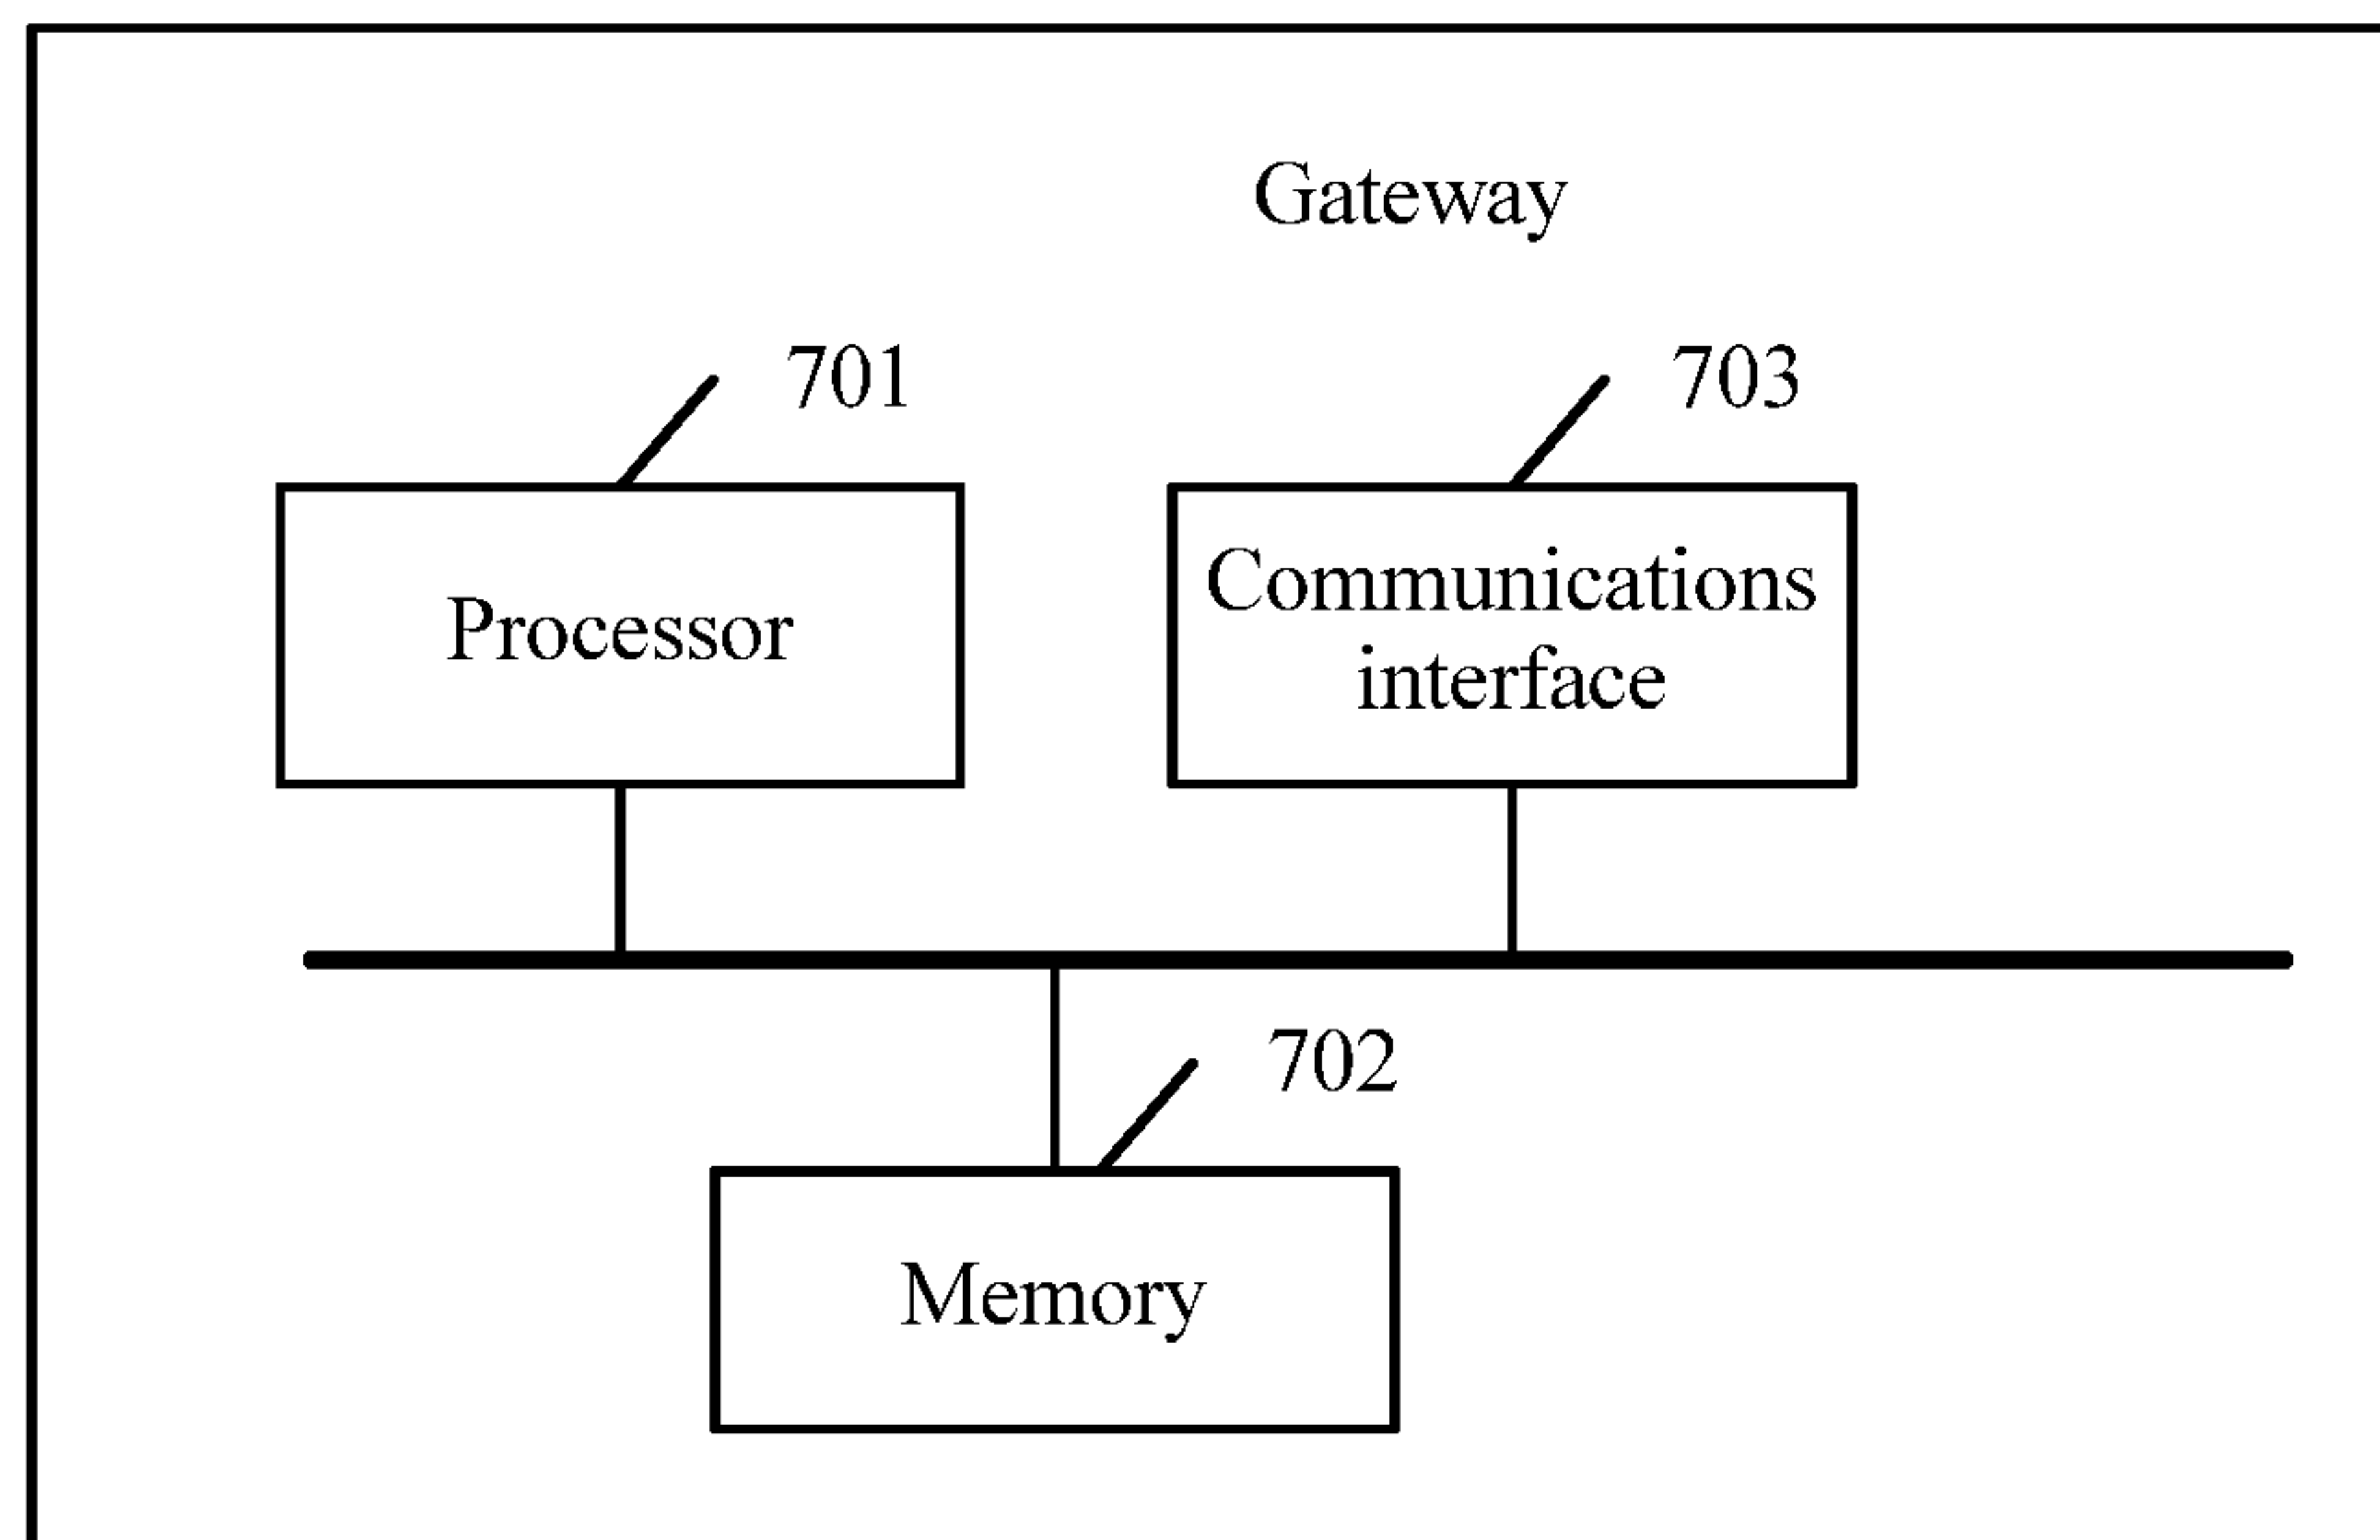 Gateway
701
703
Processor
Communications
interface
702
Memory